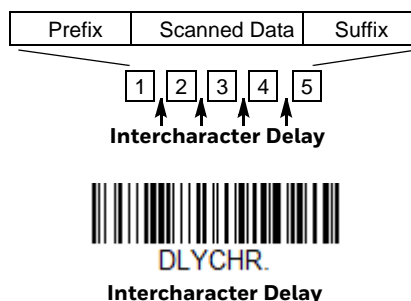 Prefix Scanned Data Suffix
1 2 3 4 5
Intercharacter Delay
DLYCHR.
Intercharacter Delay